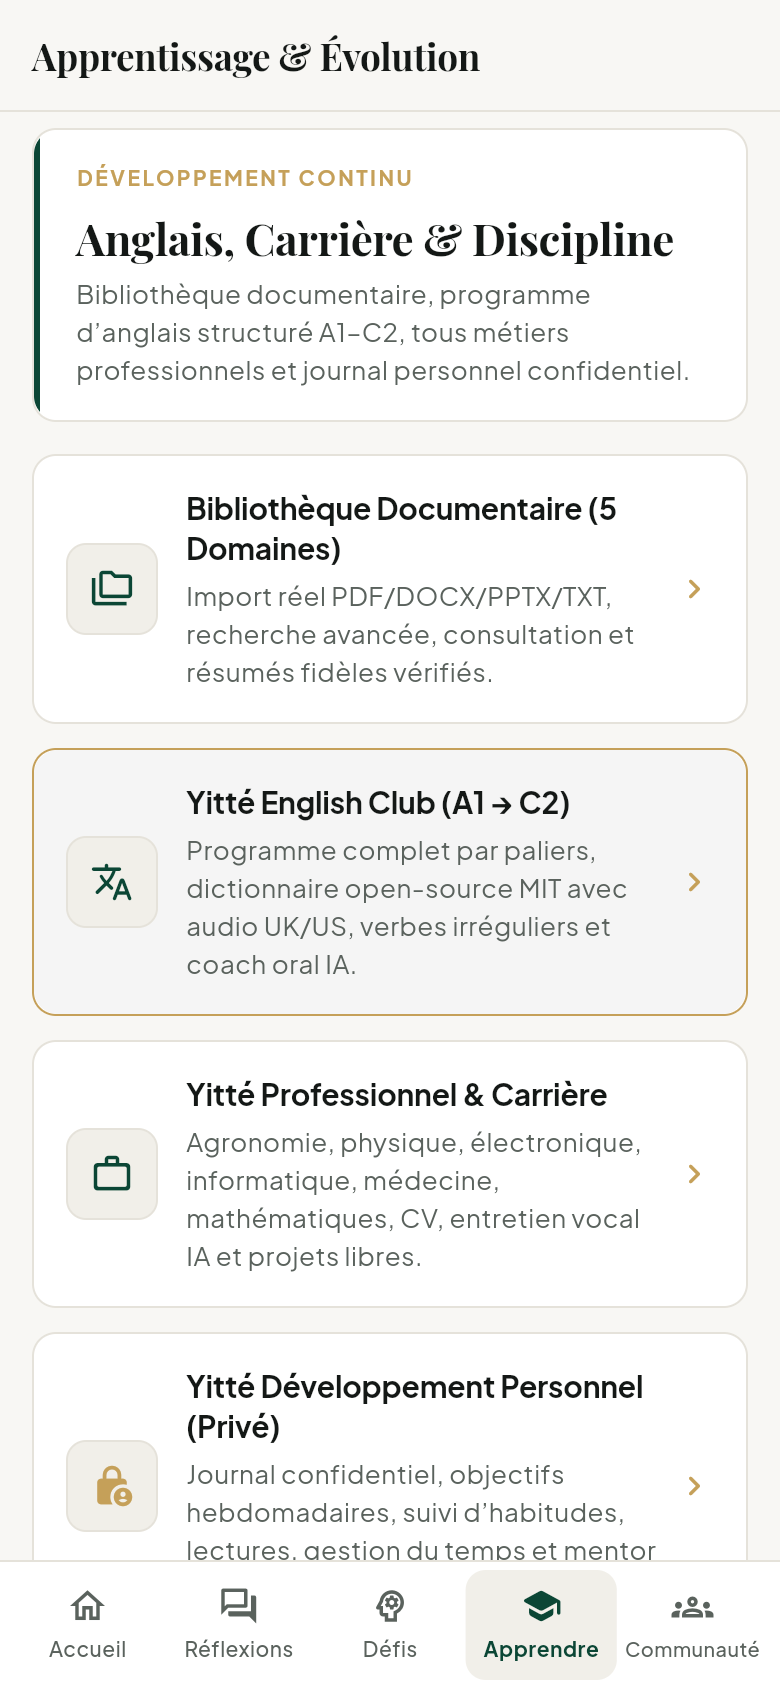 Apprentissage & Évolution
DÉVELOPPEMENT CONTINU
Anglais, Carrière & Discipline
Bibliothèque documentaire, programme
d’anglais structuré A1–C2, tous métiers
professionnels et journal personnel confidentiel.
Bibliothèque Documentaire (5
Domaines)
Import réel PDF/DOCX/PPTX/TXT,
recherche avancée, consultation et
résumés fidèles vérifiés.
Yitté English Club (A1 → C2)
Programme complet par paliers,
dictionnaire open-source MIT avec
audio UK/US, verbes irréguliers et
coach oral IA.
Yitté Professionnel & Carrière
Agronomie, physique, électronique,
informatique, médecine,
mathématiques, CV, entretien vocal
IA et projets libres.
Yitté Développement Personnel
(Privé)
Journal confidentiel, objectifs
hebdomadaires, suivi d’habitudes,
lectures, gestion du temps et mentor
Accueil
Réflexions
Défis
Apprendre
Communauté